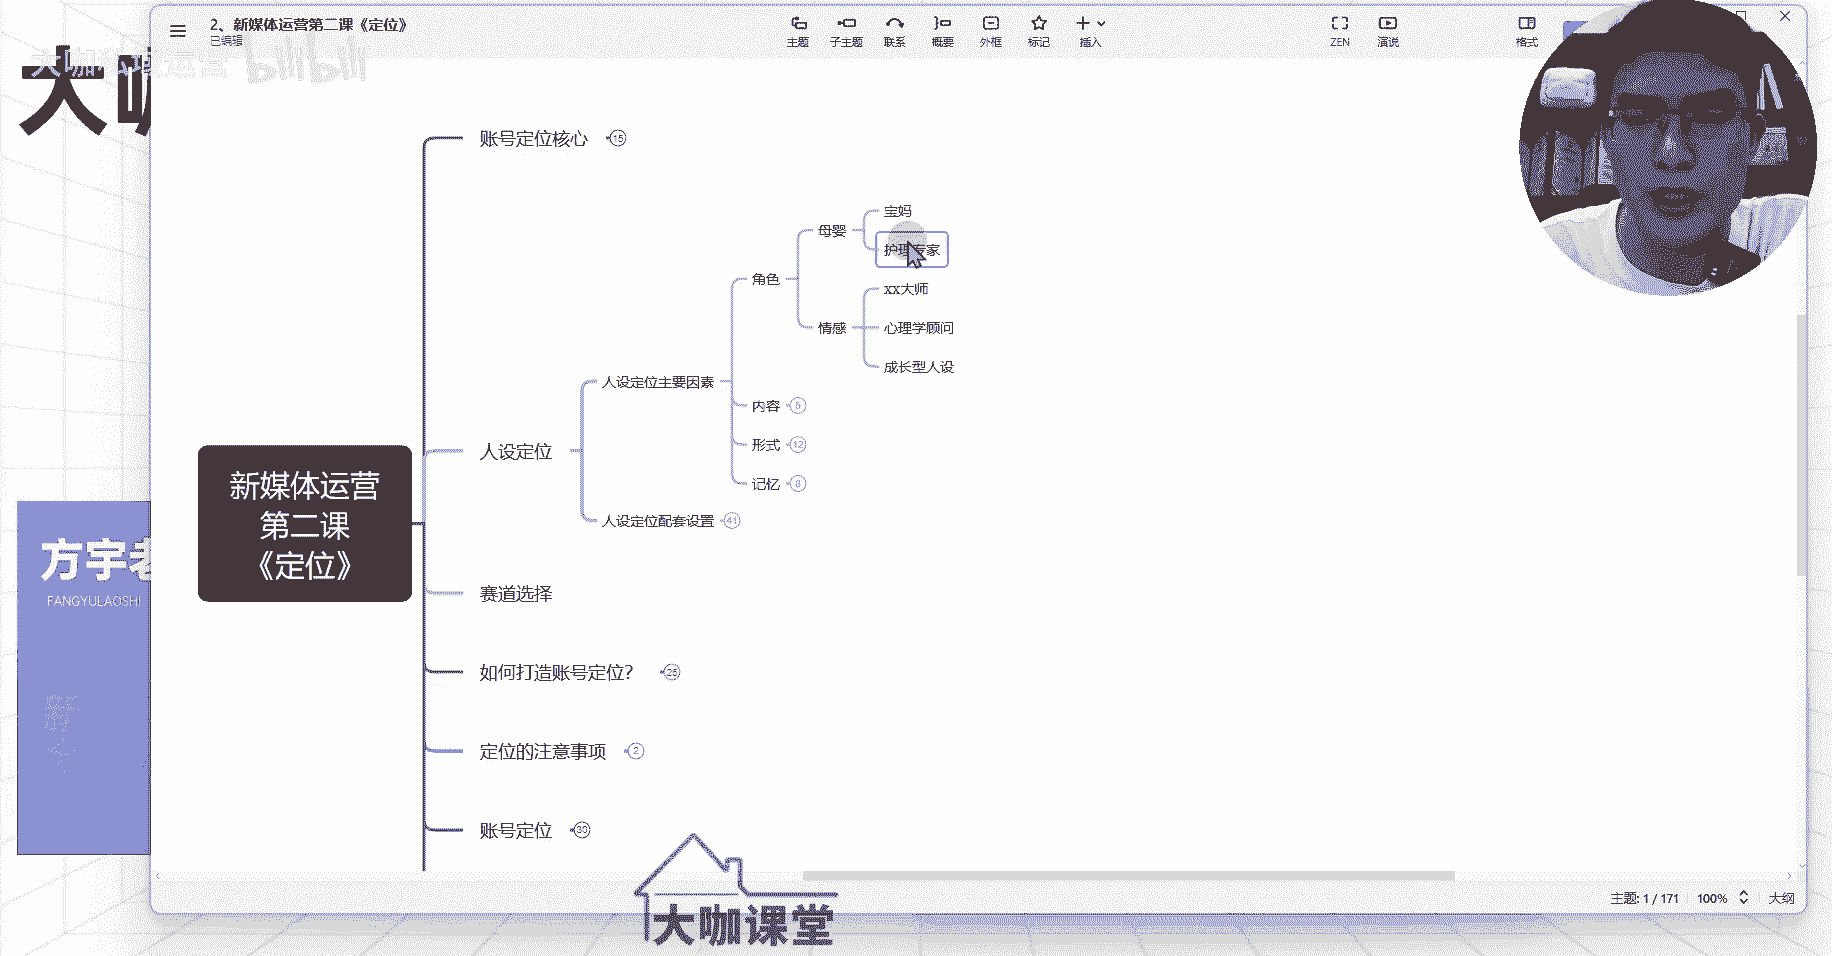 2、新媒体运营第二课《定位》
已编辑
主题
子主题
联系
概要
外框
标记
插入
ZEN
演说
格式
大咖私域运营
bilibili
大咖
账号定位核心 15
宝妈
母婴
护理专家
角色
xx大师
情感
心理学顾问
成长型人设
人设定位主要因素
内容 5
形式 12
人设定位
记忆 8
新媒体运营
第二课
《定位》
人设定位配套设置 41
方宇老
FANGYULAOSHI
赛道选择
如何打造账号定位? 26
定位的注意事项 2
账号定位 30
主题: 1 / 171
100%
大纲
大咖课堂